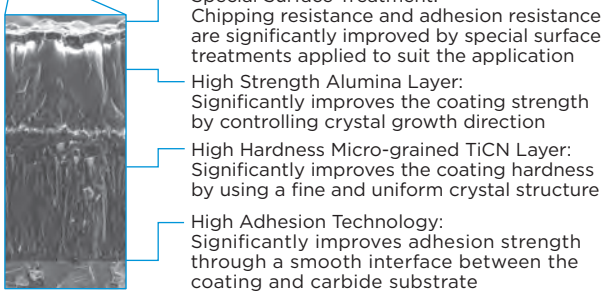 Special Surface Treatment:
Chipping resistance and adhesion resistance
are significantly improved by special surface
treatments applied to suit the application
High Strength Alumina Layer:
Significantly improves the coating strength
by controlling crystal growth direction
High Hardness Micro-grained TiCN Layer:
Significantly improves the coating hardness
by using a fine and uniform crystal structure
High Adhesion Technology:
Significantly improves adhesion strength
through a smooth interface between the
coating and carbide substrate